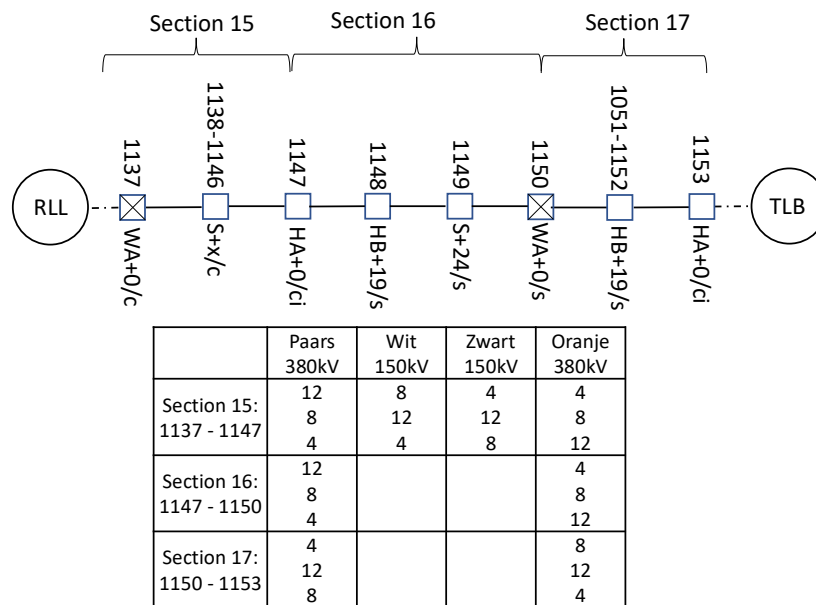 Section 15
Section 16
Section 17
1137
1138-1146
1147
1148
1149
1150
1051-1152
1153
RLL
TLB
WA+0/c
S+x/c
HA+0/ci
HB+19/s
S+24/s
WA+0/s
HB+19/s
HA+0/ci
Paars Wit Zwart Oranje
380kV 150kV 150kV 380kV
12 8 4 4
Section 15: 8 12 12 8
1137 - 1147 4 4 8 12
12 4
Section 16: 8 8
1147 - 1150 4 12
4 8
Section 17: 12 12
1150 - 1153 8 4